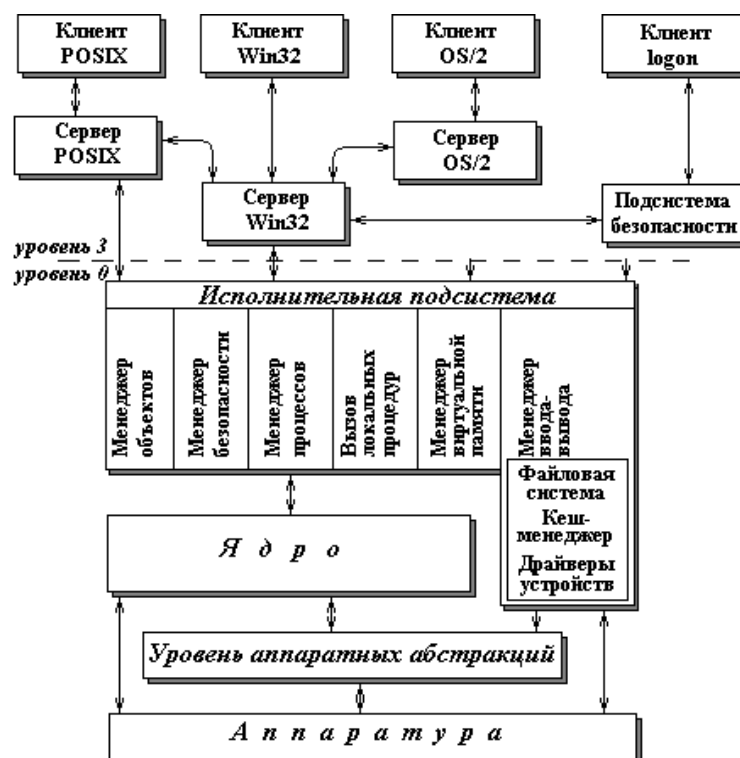 Клиент
POSIX
Клиент
Win32
Клиент
OS/2
Клиент
logon
Сервер
POSIX
Сервер
OS/2
Сервер
Win32
Подсистема
безопасности
уровень 3
уровень 0
Исполнительная подсистема
Менеджер
объектов
Менеджер
безопасности
Менеджер
процессов
Вызов
локальных
процедур
Менеджер
виртуальной
памяти
Менеджер
ввода-
вывода
Файловая
система
Кеш-
менеджер
Драйверы
устройств
Ядро
Уровень аппаратных абстракций
Аппаратура